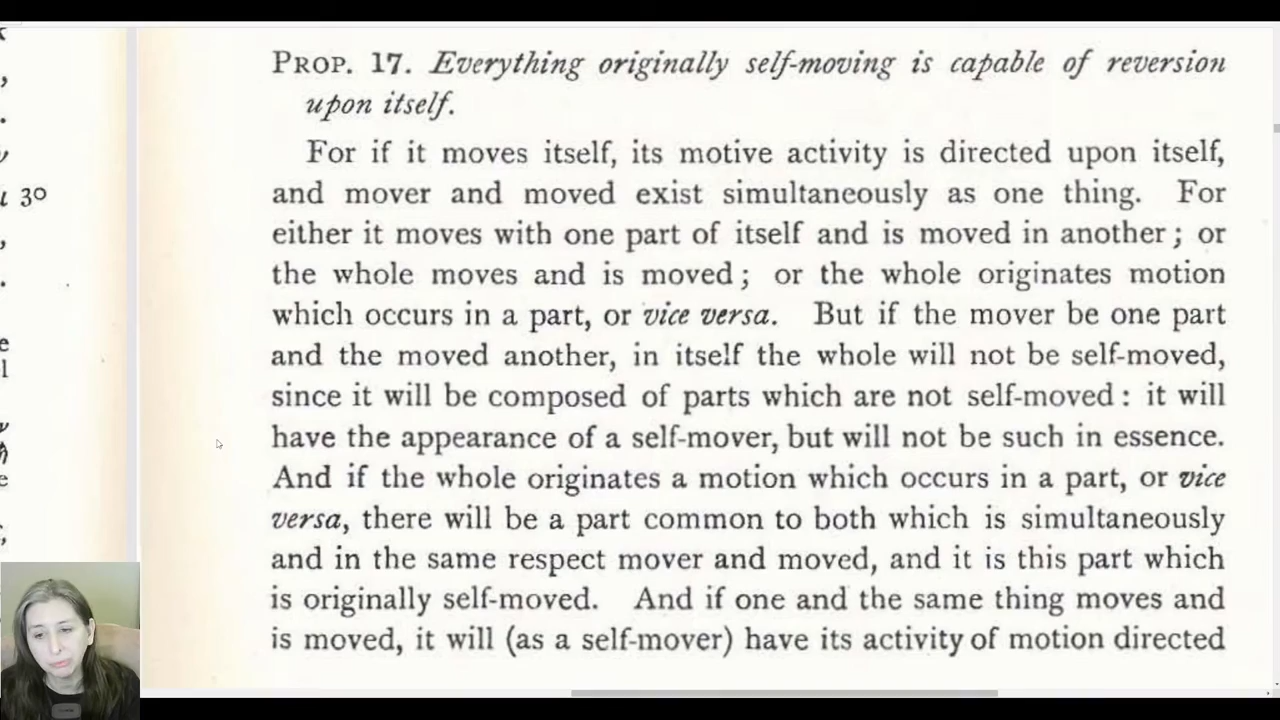 PROP. 17. Everything originally self-moving is capable of reversion
upon itself.
For if it moves itself, its motive activity is directed upon itself,
and mover and moved exist simultaneously as one thing. For
either it moves with one part of itself and is moved in another; or
the whole moves and is moved; or the whole originates motion
which occurs in a part, or vice versa. But if the mover be one part
and the moved another, in itself the whole will not be self-moved,
since it will be composed of parts which are not self-moved: it will
have the appearance of a self-mover, but will not be such in essence.
And if the whole originates a motion which occurs in a part, or vice
versa, there will be a part common to both which is simultaneously
and in the same respect mover and moved, and it is this part which
is originally self-moved. And if one and the same thing moves and
is moved, it will (as a self-mover) have its activity of motion directed
30